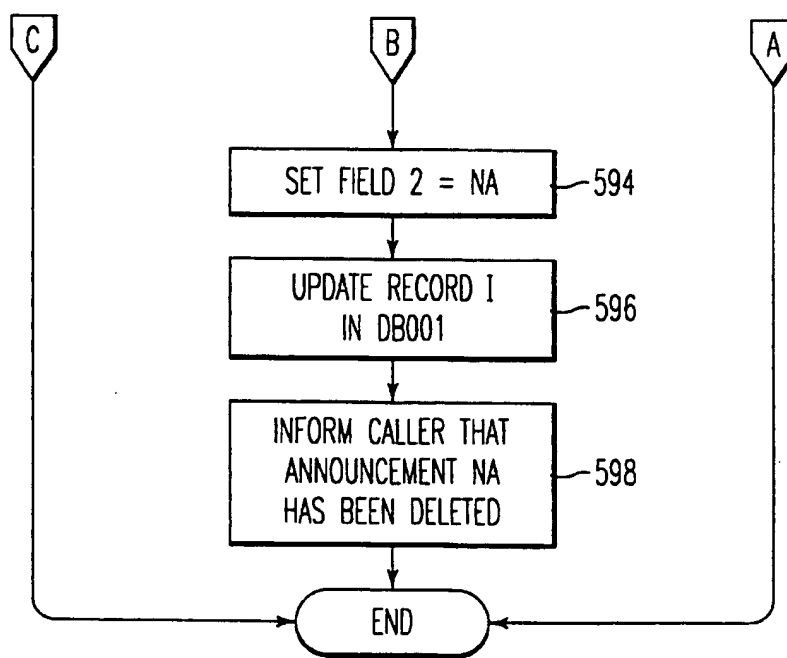 C
B
A
SET FIELD 2 = NA
594
UPDATE RECORD I
IN DB001
596
INFORM CALLER THAT
ANNOUNCEMENT NA
HAS BEEN DELETED
598
END